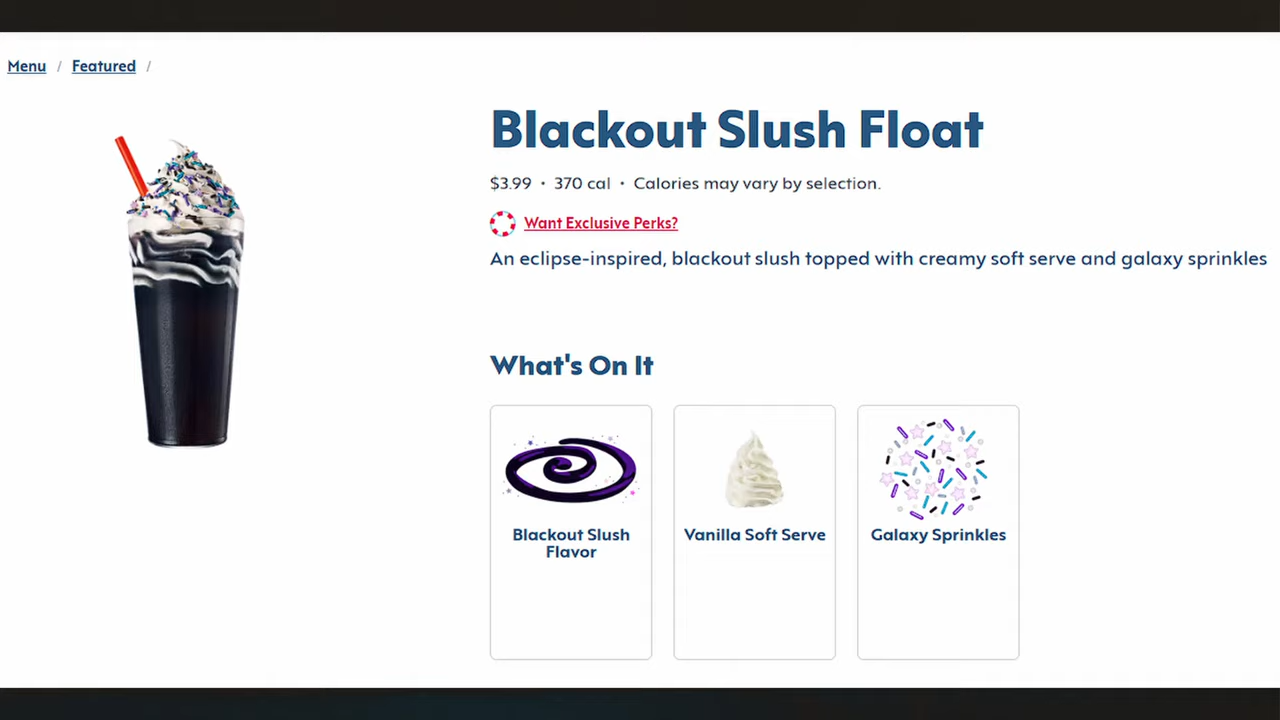 Menu / Featured /
Blackout Slush Float
$3.99 · 370 cal · Calories may vary by selection.
Want Exclusive Perks?
An eclipse-inspired, blackout slush topped with creamy soft serve and galaxy sprinkles
What's On It
Blackout Slush
Flavor
Vanilla Soft Serve
Galaxy Sprinkles